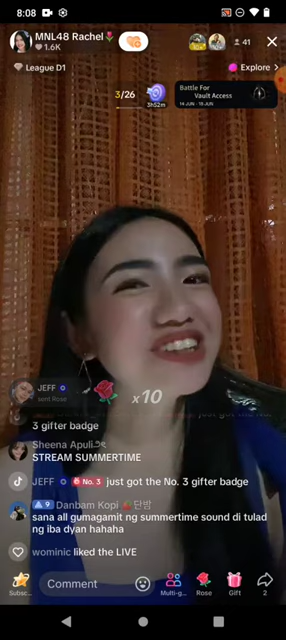 8:08
MNL48 Rachel🌷
1.6K
41
League D1
Explore >
3/26
3h52m
Battle For
Vault Access
14 JUN - 18 JUN
JEFF
sent Rose
x10
3 gifter badge
Sheena Apuli
STREAM SUMMERTIME
JEFF No. 3 just got the No. 3 gifter badge
9 Danbam Kopi 단밤
sana all gumagamit ng summertime sound di tulad
ng iba dyan hahaha
wominic liked the LIVE
Comment
Subsc...
Multi-g...
Rose
Gift
2